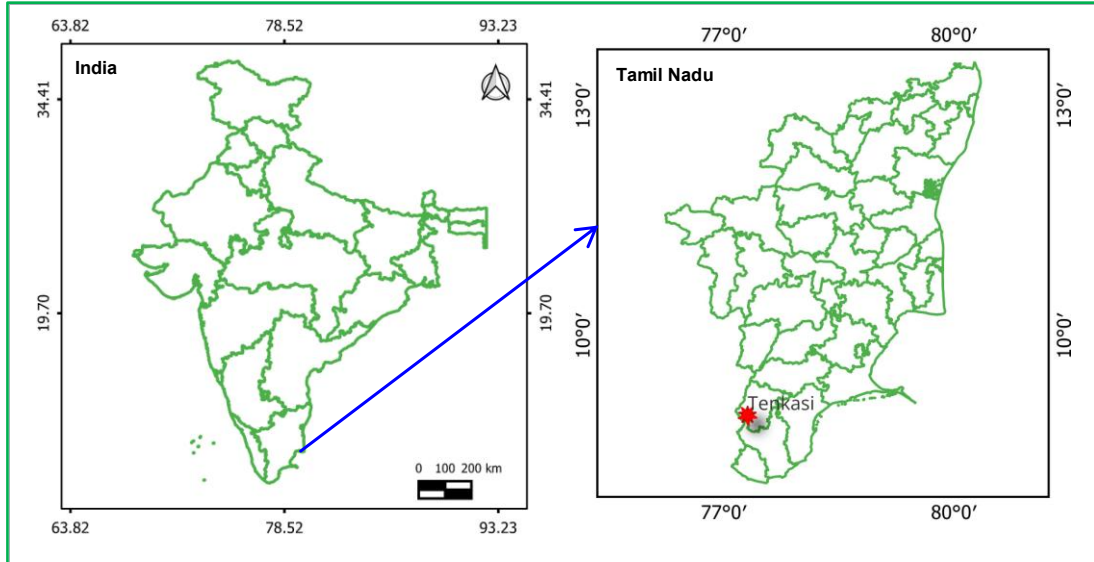 63.82 78.52 93.23
India
34.41 34.41
19.70 19.70
0 100 200 km
63.82 78.52 93.23
77°0′ 80°0′
Tamil Nadu
13°0′ 13°0′
10°0′ 10°0′
Tenkasi
77°0′ 80°0′